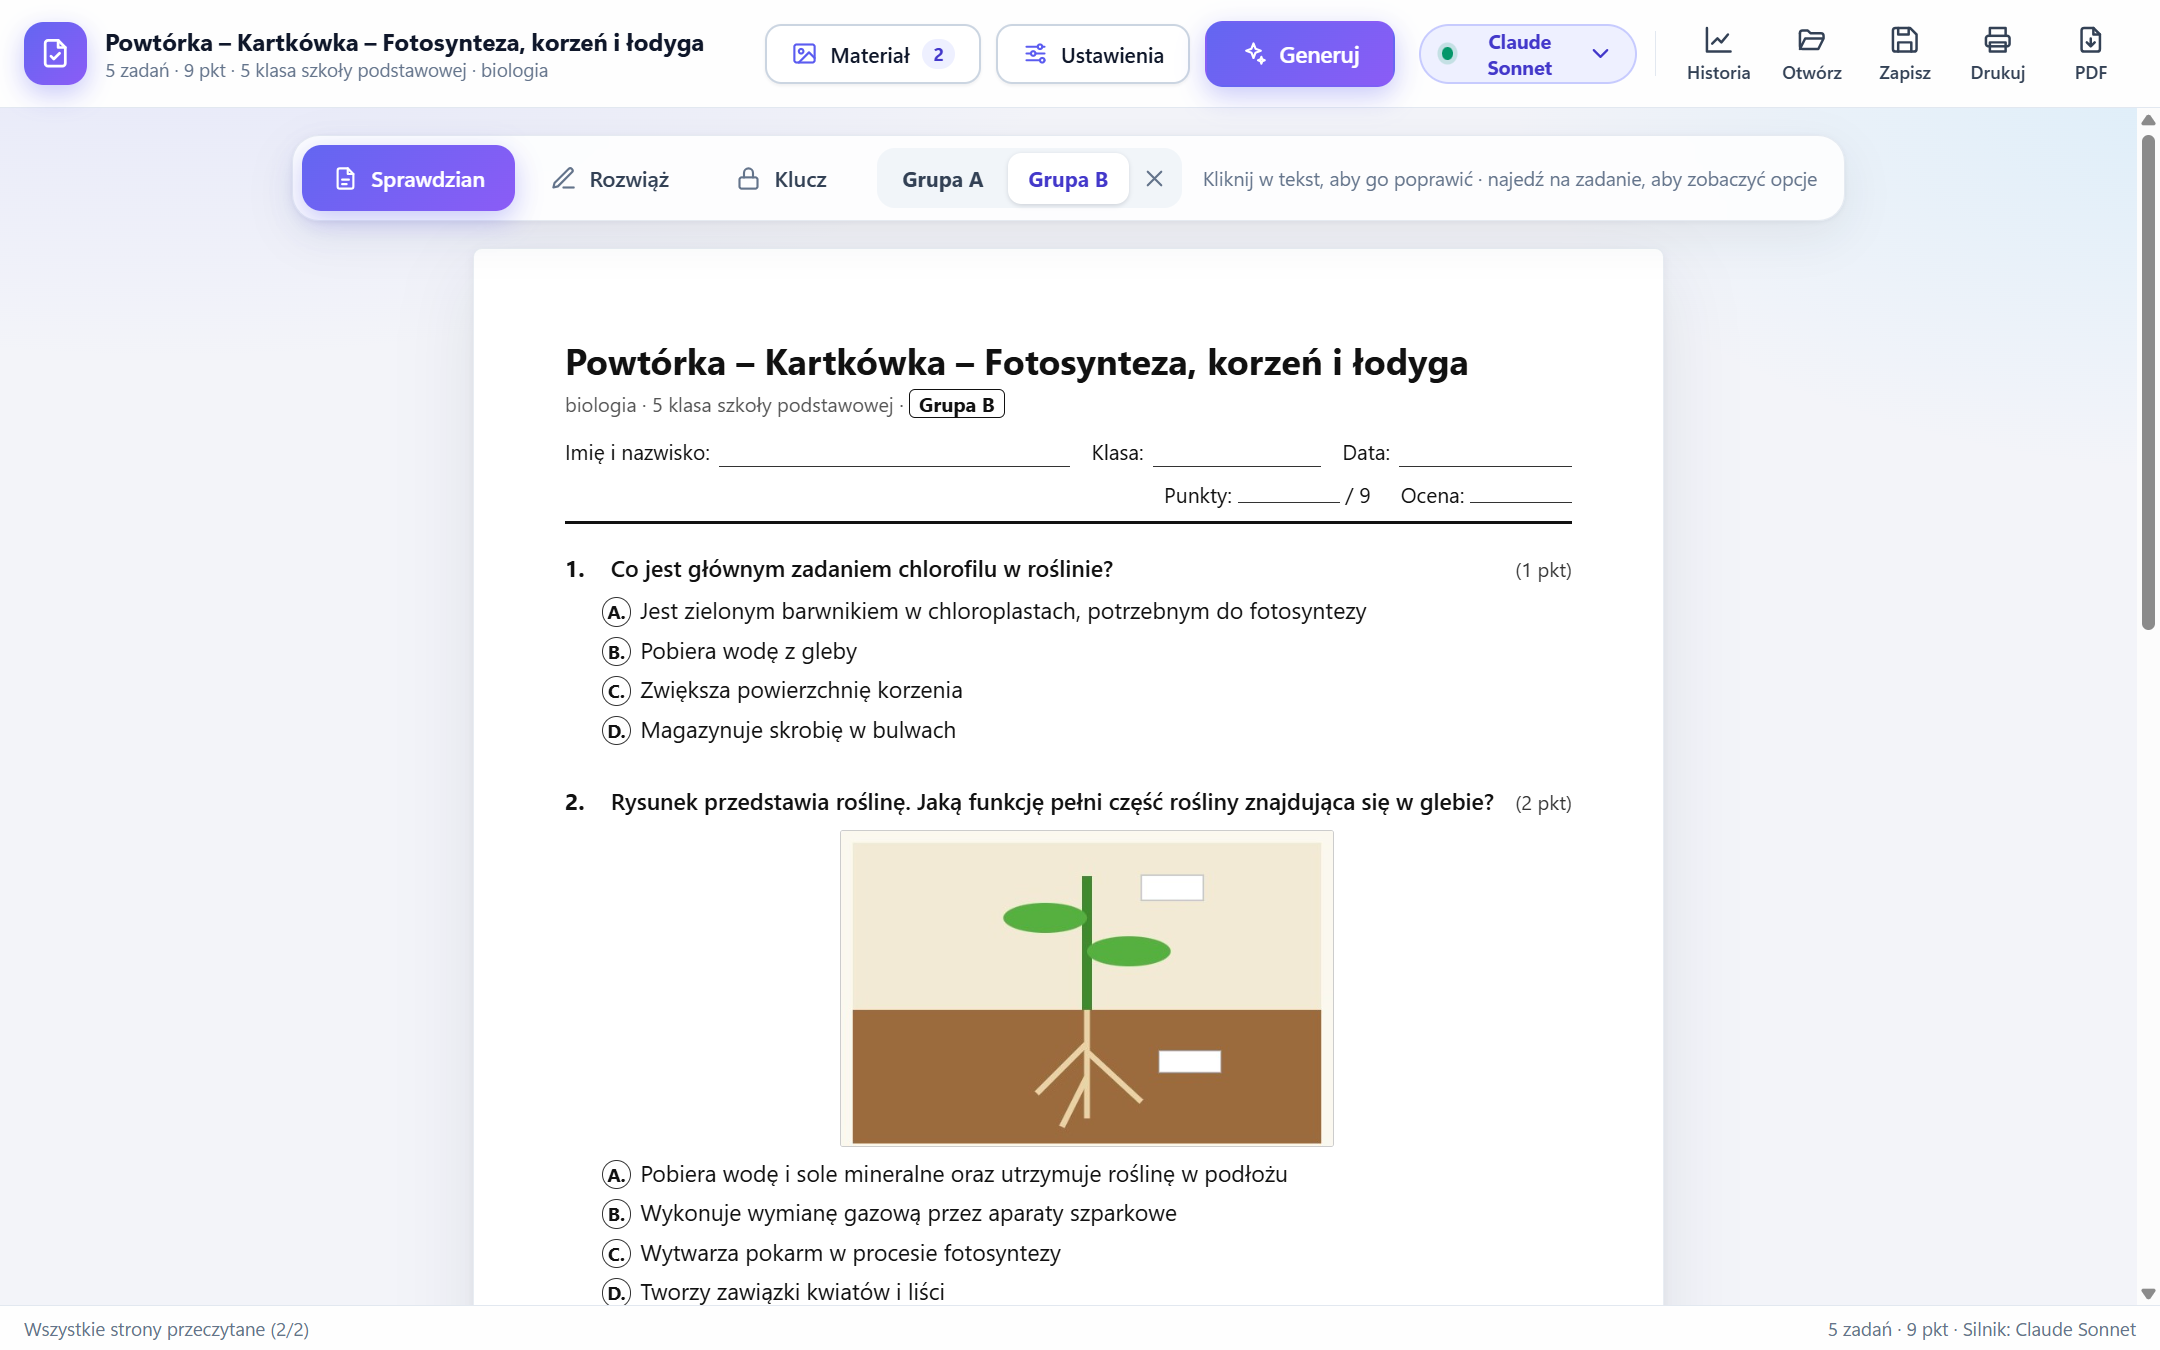 Powtórka – Kartkówka – Fotosynteza, korzeń i łodyga
5 zadań · 9 pkt · 5 klasa szkoły podstawowej · biologia
Materiał 2
Ustawienia
Generuj
Claude
Sonnet
Historia
Otwórz
Zapisz
Drukuj
PDF
Sprawdzian
Rozwiąż
Klucz
Grupa A
Grupa B
Kliknij w tekst, aby go poprawić · najedź na zadanie, aby zobaczyć opcje
Powtórka – Kartkówka – Fotosynteza, korzeń i łodyga
biologia · 5 klasa szkoły podstawowej · Grupa B
Imię i nazwisko: Klasa: Data:
Punkty: / 9 Ocena:
1. Co jest głównym zadaniem chlorofilu w roślinie? (1 pkt)
A. Jest zielonym barwnikiem w chloroplastach, potrzebnym do fotosyntezy
B. Pobiera wodę z gleby
C. Zwiększa powierzchnię korzenia
D. Magazynuje skrobię w bulwach
2. Rysunek przedstawia roślinę. Jaką funkcję pełni część rośliny znajdująca się w glebie? (2 pkt)
A. Pobiera wodę i sole mineralne oraz utrzymuje roślinę w podłożu
B. Wykonuje wymianę gazową przez aparaty szparkowe
C. Wytwarza pokarm w procesie fotosyntezy
D. Tworzy zawiązki kwiatów i liści
Wszystkie strony przeczytane (2/2)
5 zadań · 9 pkt · Silnik: Claude Sonnet